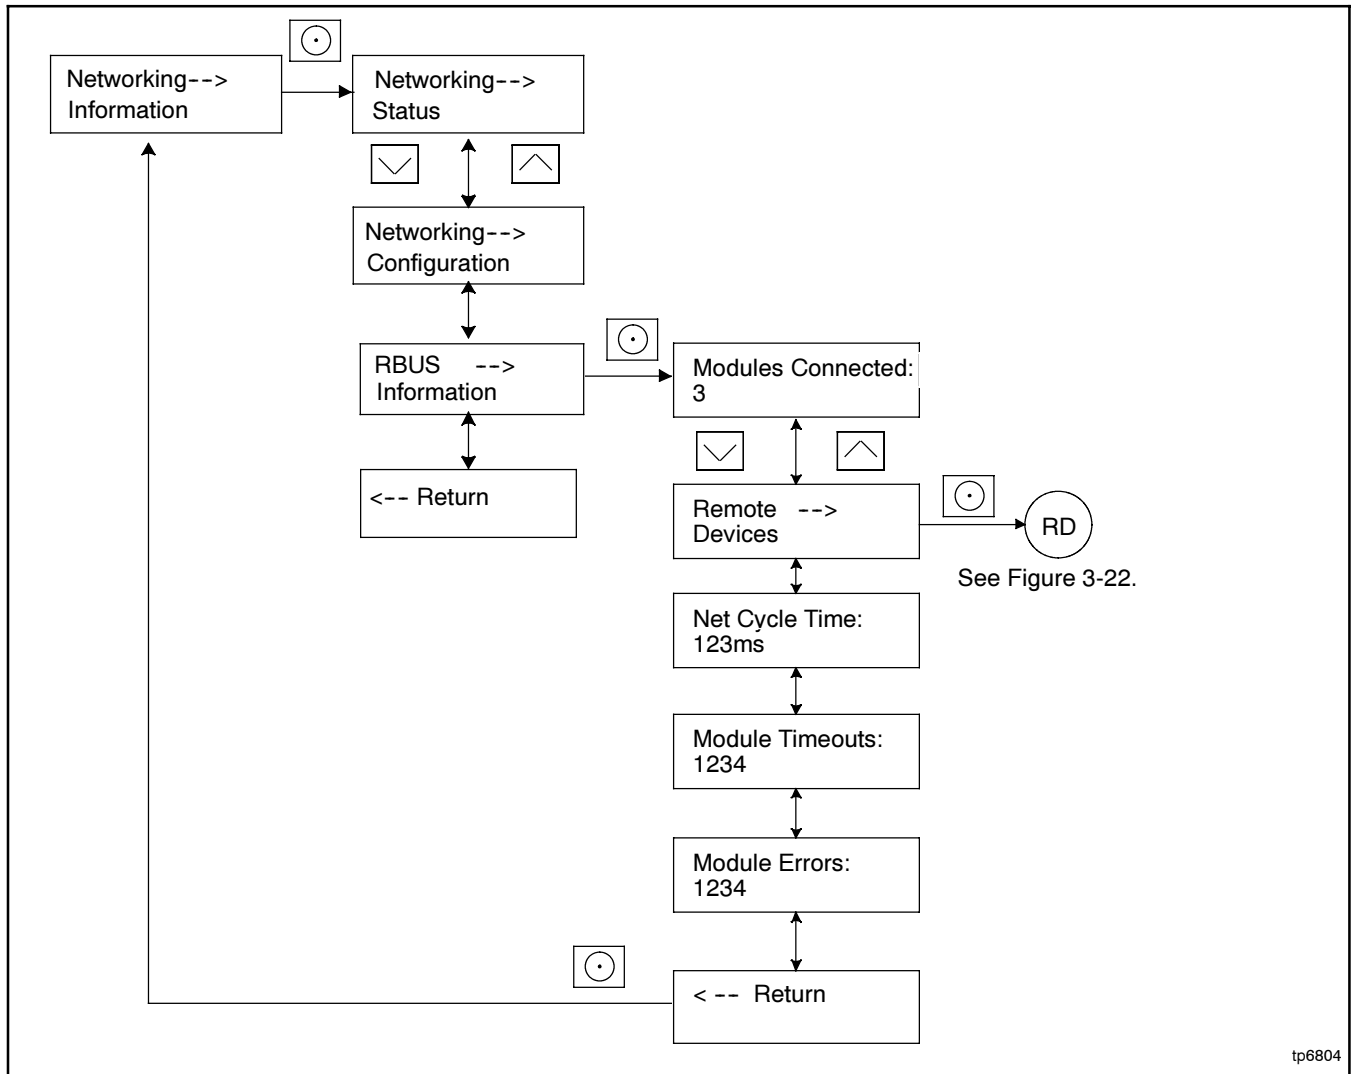 Networking-->
Information
Networking-->
Status
Networking-->
Configuration
RBUS -->
Information
<-- Return
Modules Connected:
3
Remote -->
Devices
RD
See Figure 3-22.
Net Cycle Time:
123ms
Module Timeouts:
1234
Module Errors:
1234
< -- Return
tp6804